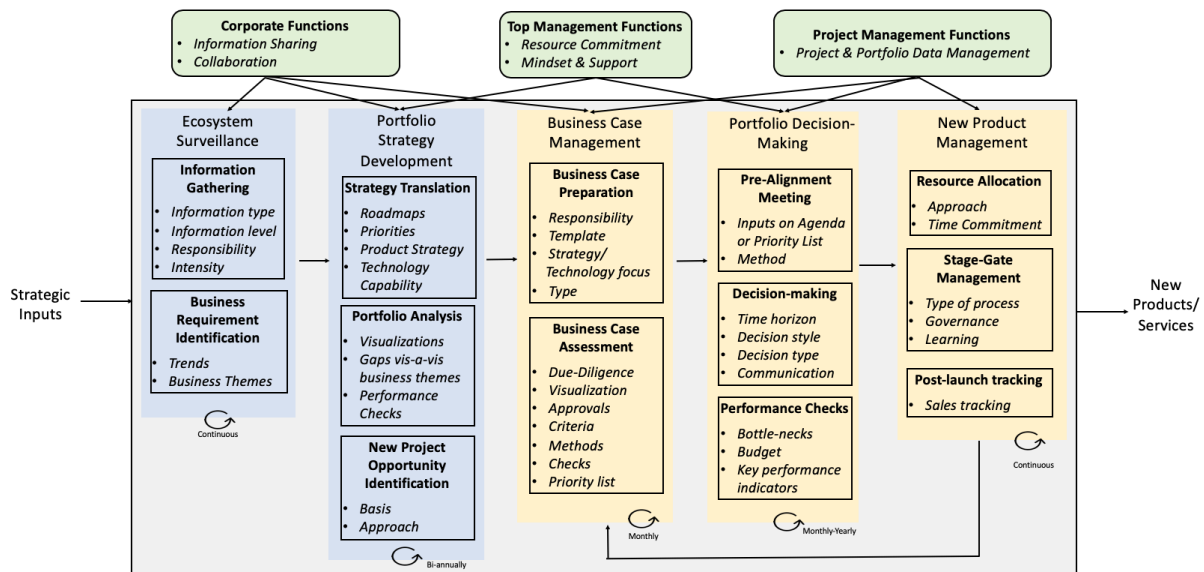 Corporate Functions
• Information Sharing
• Collaboration
Top Management Functions
• Resource Commitment
• Mindset & Support
Project Management Functions
• Project & Portfolio Data Management
Strategic
Inputs
Ecosystem
Surveillance
Information
Gathering
• Information type
• Information level
• Responsibility
• Intensity
Business
Requirement
Identification
• Trends
• Business Themes
Continuous
Portfolio
Strategy
Development
Strategy Translation
• Roadmaps
• Priorities
• Product Strategy
• Technology
Capability
Portfolio Analysis
• Visualizations
• Gaps vis-a-vis
business themes
• Performance
Checks
New Project
Opportunity
Identification
• Basis
• Approach
Bi-annually
Business Case
Management
Business Case
Preparation
• Responsibility
• Template
• Strategy/
Technology focus
• Type
Business Case
Assessment
• Due-Diligence
• Visualization
• Approvals
• Criteria
• Methods
• Checks
• Priority list
Monthly
Portfolio Decision-
Making
Pre-Alignment
Meeting
• Inputs on Agenda
or Priority List
• Method
Decision-making
• Time horizon
• Decision style
• Decision type
• Communication
Performance Checks
• Bottle-necks
• Budget
• Key performance
indicators
Monthly-Yearly
New Product
Management
Resource Allocation
• Approach
• Time Commitment
Stage-Gate
Management
• Type of process
• Governance
• Learning
Post-launch tracking
• Sales tracking
Continuous
New
Products/
Services